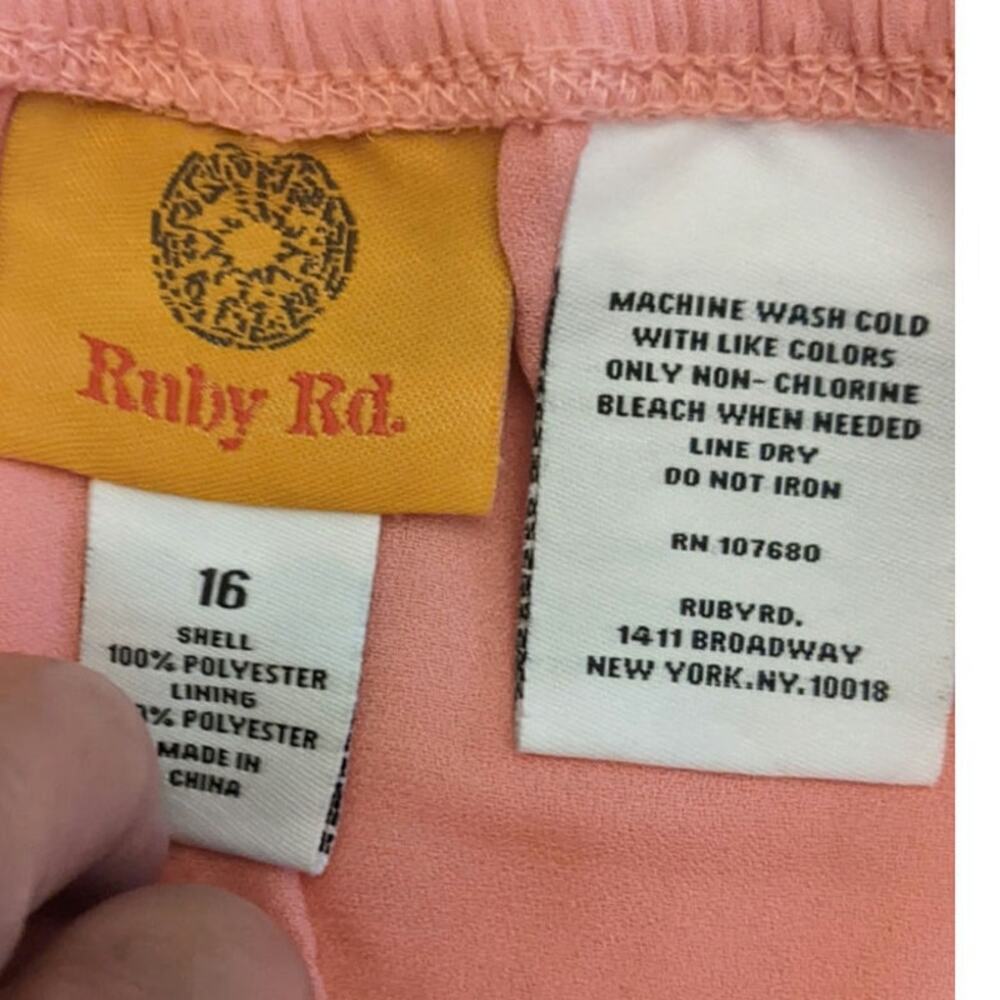 Ruby Rd.
16
SHELL
100% POLYESTER
LINING
% POLYESTER
MADE IN
CHINA
MACHINE WASH COLD
WITH LIKE COLORS
ONLY NON- CHLORINE
BLEACH WHEN NEEDED
LINE DRY
DO NOT IRON
RN 107680
RUBYRD.
1411 BROADWAY
NEW YORK.NY.10018